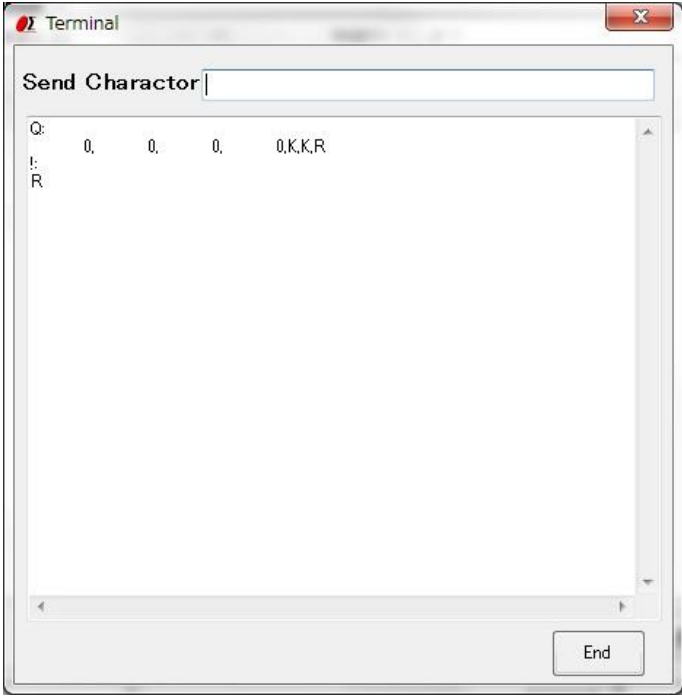 Terminal
Send Charactor
Q:
0, 0, 0, 0,K,K,R
!:
R
End